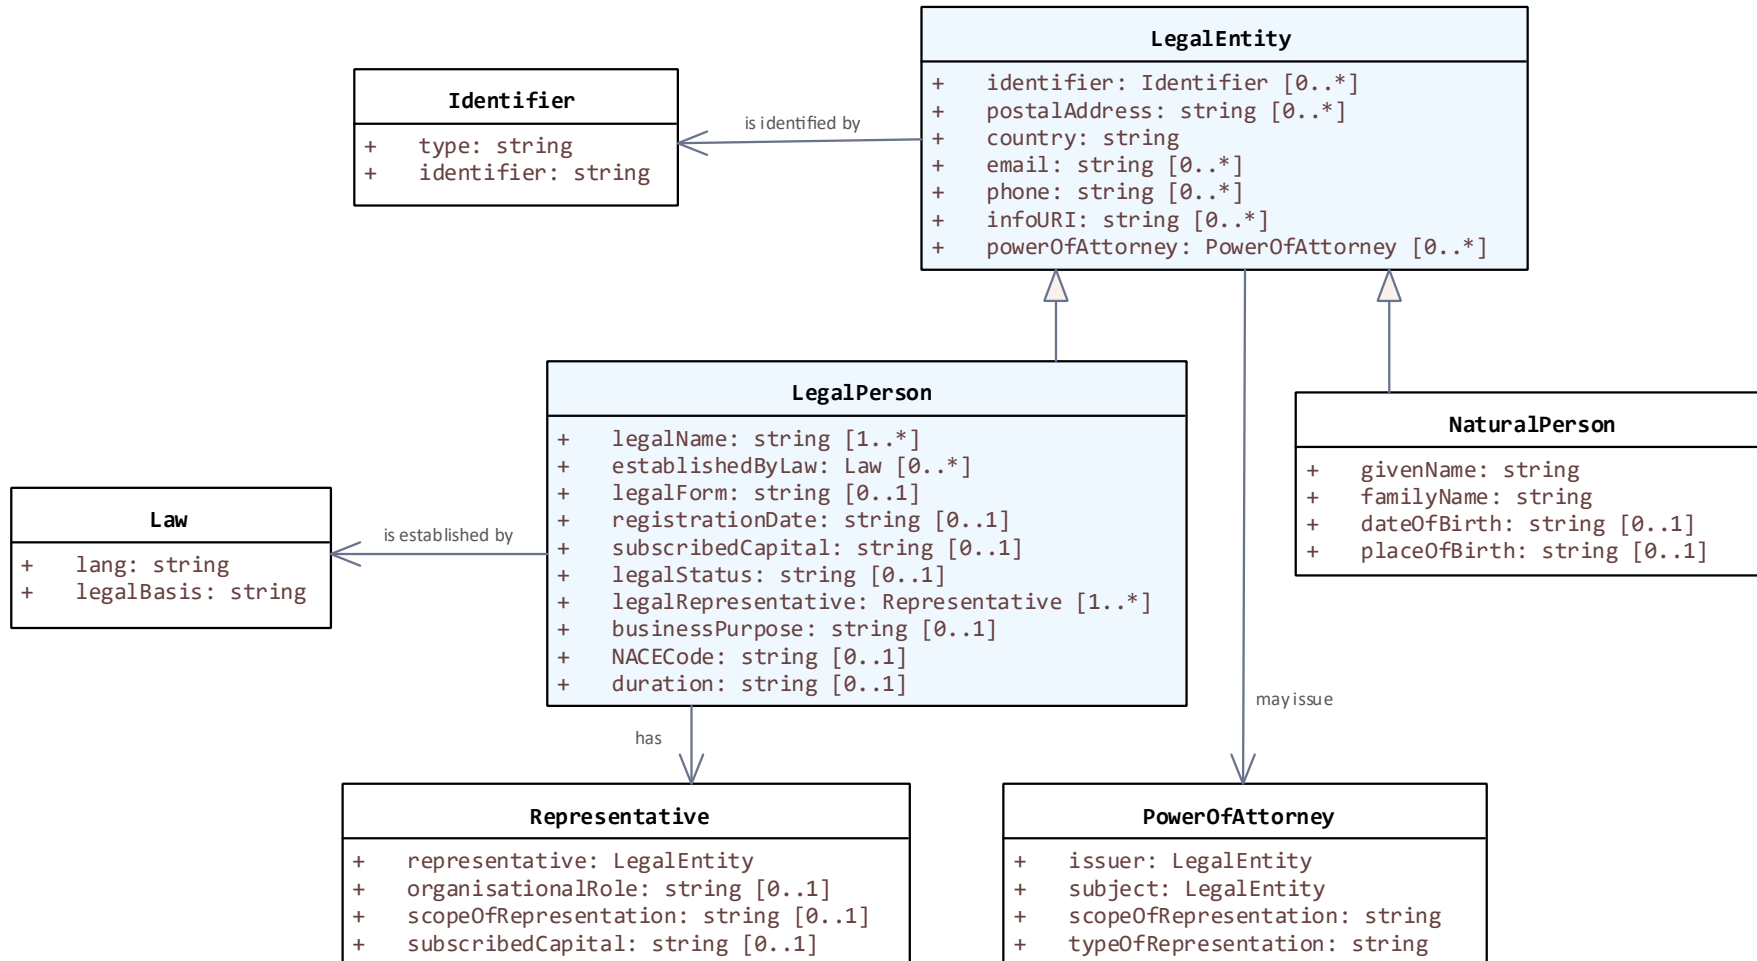 LegalEntity
+ identifier: Identifier [0..*]
+ postalAddress: string [0..*]
+ country: string
+ email: string [0..*]
+ phone: string [0..*]
+ infoURI: string [0..*]
+ powerOfAttorney: PowerOfAttorney [0..*]
Identifier
+ type: string
+ identifier: string
is identified by
LegalPerson
+ legalName: string [1..*]
+ establishedByLaw: Law [0..*]
+ legalForm: string [0..1]
+ registrationDate: string [0..1]
+ subscribedCapital: string [0..1]
+ legalStatus: string [0..1]
+ legalRepresentative: Representative [1..*]
+ businessPurpose: string [0..1]
+ NACECode: string [0..1]
+ duration: string [0..1]
NaturalPerson
+ givenName: string
+ familyName: string
+ dateOfBirth: string [0..1]
+ placeOfBirth: string [0..1]
Law
+ lang: string
+ legalBasis: string
is established by
has
may issue
Representative
+ representative: LegalEntity
+ organisationalRole: string [0..1]
+ scopeOfRepresentation: string [0..1]
+ subscribedCapital: string [0..1]
PowerOfAttorney
+ issuer: LegalEntity
+ subject: LegalEntity
+ scopeOfRepresentation: string
+ typeOfRepresentation: string